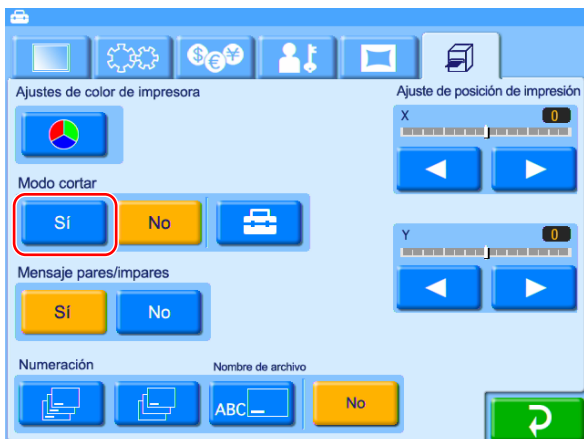 $€¥
Ajustes de color de impresora
Ajuste de posición de impresión
X 0
Modo cortar
Sí No
Y 0
Mensaje pares/impares
Sí No
Numeración
Nombre de archivo
ABC
No